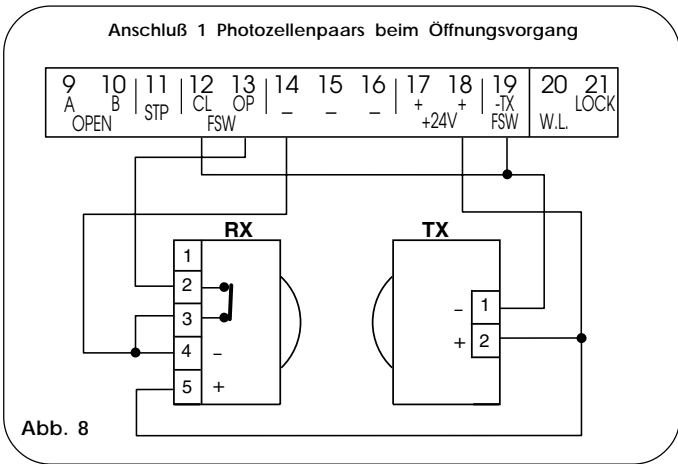 Anschluß 1 Photozellenpaars beim Öffnungsvorgang
9 10 11 12 13 14 15 16 17 18 19 20 21
A B STP CL OP _ _ _ + + -TX LOCK
OPEN FSW +24V FSW W.L.
RX TX
1
2
3
4 –
5 +
– 1
+ 2
Abb. 8